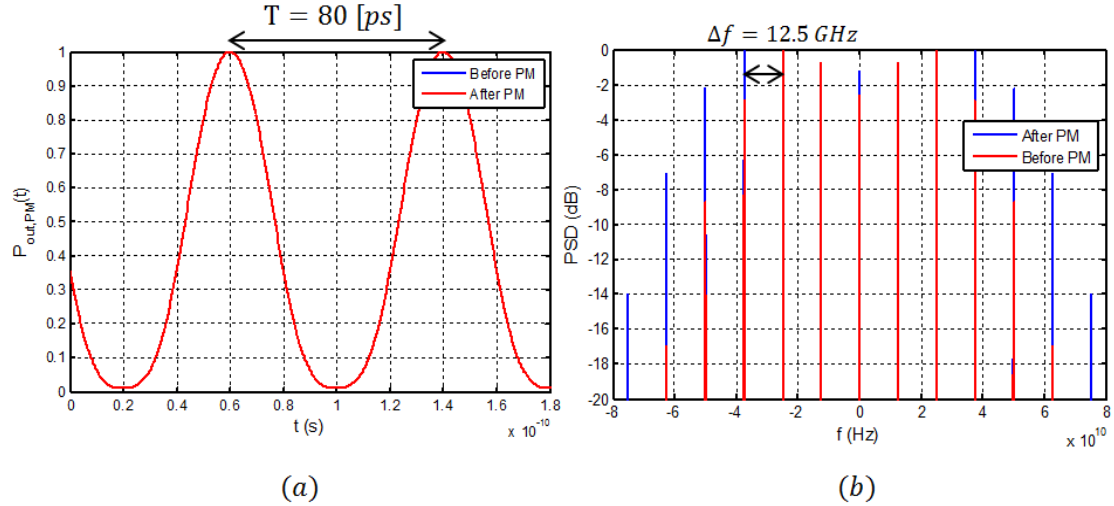 T = 80 [ps]
1
0.9
0.8
0.7
0.6
0.5
0.4
0.3
0.2
0.1
0
P_out,PM(t)
Before PM
After PM
0 0.2 0.4 0.6 0.8 1 1.2 1.4 1.6 1.8
t (s)
x 10^-10
(a)
Δf = 12.5 GHz
0
-2
-4
-6
-8
-10
-12
-14
-16
-18
-20
PSD (dB)
After PM
Before PM
-8 -6 -4 -2 0 2 4 6 8
f (Hz)
x 10^10
(b)